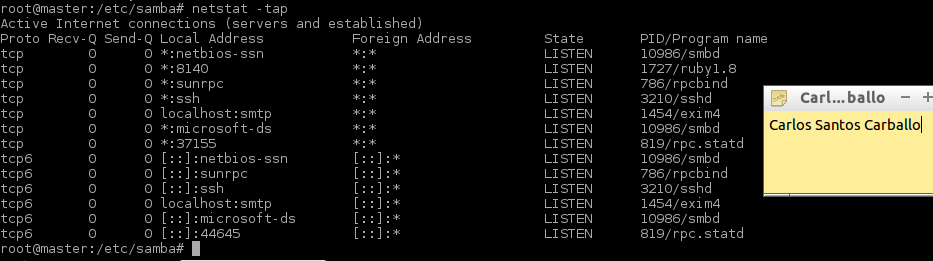 root@master:/etc/samba# netstat -tap
Active Internet connections (servers and established)
Proto Recv-Q Send-Q Local Address           Foreign Address         State       PID/Program name
tcp        0      0 *:netbios-ssn           *:*                     LISTEN      10986/smbd
tcp        0      0 *:8140                  *:*                     LISTEN      1727/ruby1.8
tcp        0      0 *:sunrpc                *:*                     LISTEN      786/rpcbind
tcp        0      0 *:ssh                   *:*                     LISTEN      3210/sshd
tcp        0      0 localhost:smtp          *:*                     LISTEN      1454/exim4
tcp        0      0 *:microsoft-ds          *:*                     LISTEN      10986/smbd
tcp        0      0 *:37155                 *:*                     LISTEN      819/rpc.statd
tcp6       0      0 [::]:netbios-ssn        [::]:*                  LISTEN      10986/smbd
tcp6       0      0 [::]:sunrpc             [::]:*                  LISTEN      786/rpcbind
tcp6       0      0 [::]:ssh                [::]:*                  LISTEN      3210/sshd
tcp6       0      0 localhost:smtp          [::]:*                  LISTEN      1454/exim4
tcp6       0      0 [::]:microsoft-ds       [::]:*                  LISTEN      10986/smbd
tcp6       0      0 [::]:44645              [::]:*                  LISTEN      819/rpc.statd
root@master:/etc/samba#
Carl...ballo
Carlos Santos Carballo